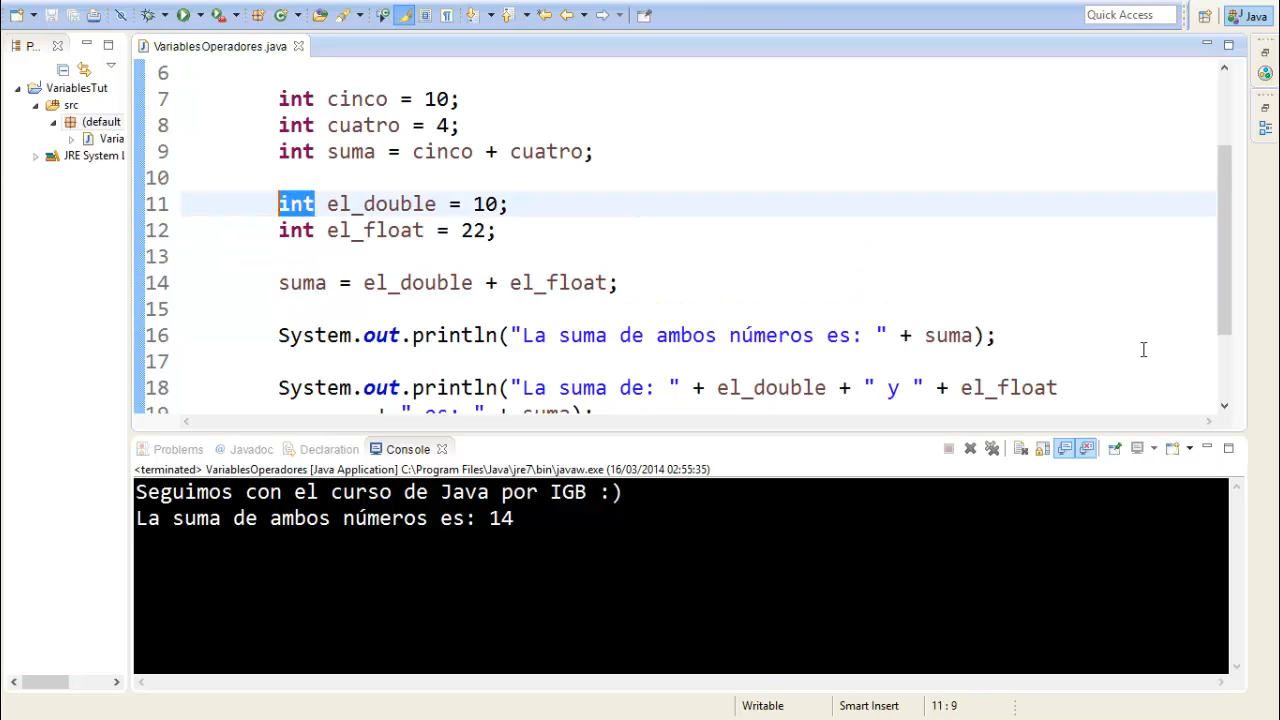 Quick Access
Java
P...
VariablesOperadores.java
VariablesTut
src
(default
Varia
JRE System L
6
7 int cinco = 10;
8 int cuatro = 4;
9 int suma = cinco + cuatro;
10
11 int el_double = 10;
12 int el_float = 22;
13
14 suma = el_double + el_float;
15
16 System.out.println("La suma de ambos números es: " + suma);
17
18 System.out.println("La suma de: " + el_double + " y " + el_float
19 + " es: " + suma);
Problems
Javadoc
Declaration
Console
<terminated> VariablesOperadores [Java Application] C:\Program Files\Java\jre7\bin\javaw.exe (16/03/2014 02:55:35)
Seguimos con el curso de Java por IGB :)
La suma de ambos números es: 14
Writable
Smart Insert
11 : 9